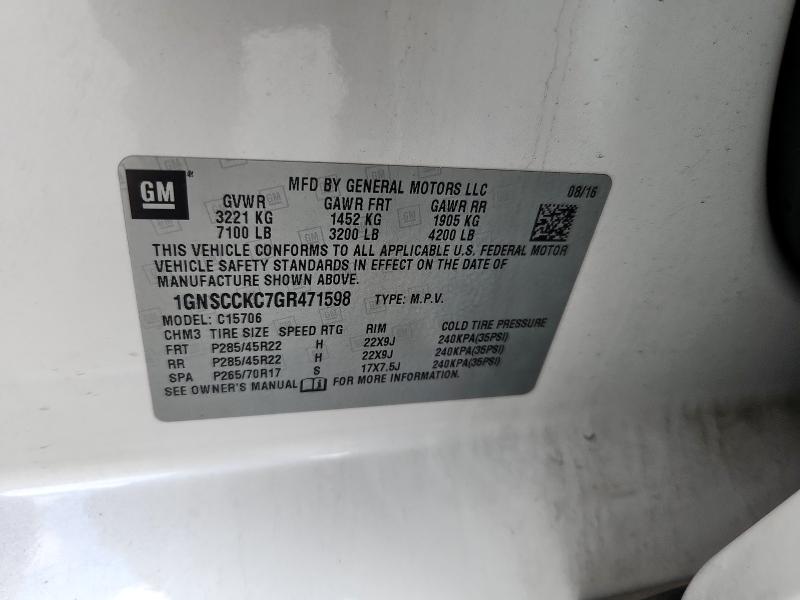 GM
MFD BY GENERAL MOTORS LLC
08/16
GVWR GAWR FRT GAWR RR
3221 KG 1452 KG 1905 KG
7100 LB 3200 LB 4200 LB
THIS VEHICLE CONFORMS TO ALL APPLICABLE U.S. FEDERAL MOTOR
VEHICLE SAFETY STANDARDS IN EFFECT ON THE DATE OF
MANUFACTURE SHOWN ABOVE.
1GNSCCKC7GR471598 TYPE: M.P.V.
MODEL: C15706
CHM3 TIRE SIZE SPEED RTG RIM COLD TIRE PRESSURE
FRT P285/45R22 H 22X9J 240KPA(35PSI)
RR P285/45R22 H 22X9J 240KPA(35PSI)
SPA P265/70R17 S 17X7.5J 240KPA(35PSI)
SEE OWNER'S MANUAL FOR MORE INFORMATION.